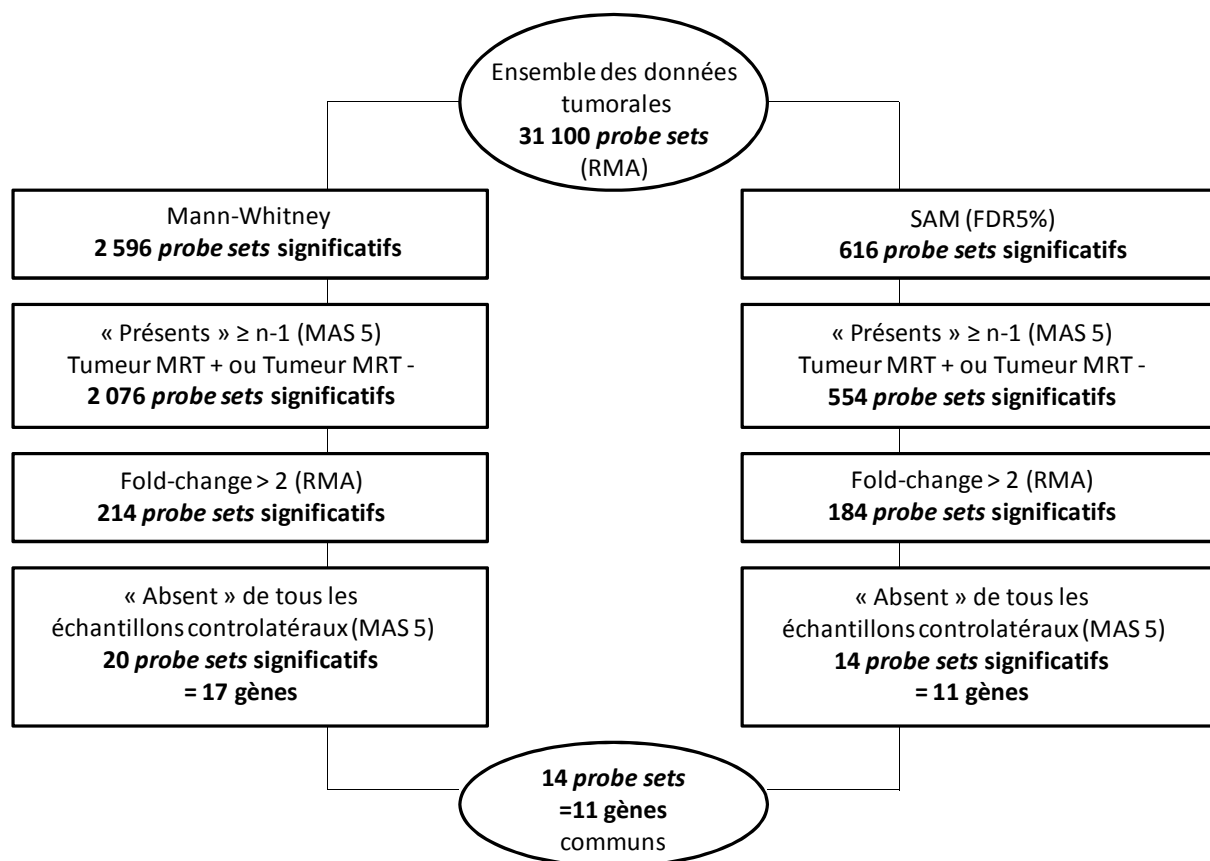 Ensemble des données
tumorales
31 100 probe sets
(RMA)
Mann-Whitney
2 596 probe sets significatifs
« Présents » ≥ n-1 (MAS 5)
Tumeur MRT + ou Tumeur MRT -
2 076 probe sets significatifs
Fold-change > 2 (RMA)
214 probe sets significatifs
« Absent » de tous les
échantillons controlatéraux (MAS 5)
20 probe sets significatifs
= 17 gènes
SAM (FDR5%)
616 probe sets significatifs
« Présents » ≥ n-1 (MAS 5)
Tumeur MRT + ou Tumeur MRT -
554 probe sets significatifs
Fold-change > 2 (RMA)
184 probe sets significatifs
« Absent » de tous les
échantillons controlatéraux (MAS 5)
14 probe sets significatifs
= 11 gènes
14 probe sets
=11 gènes
communs